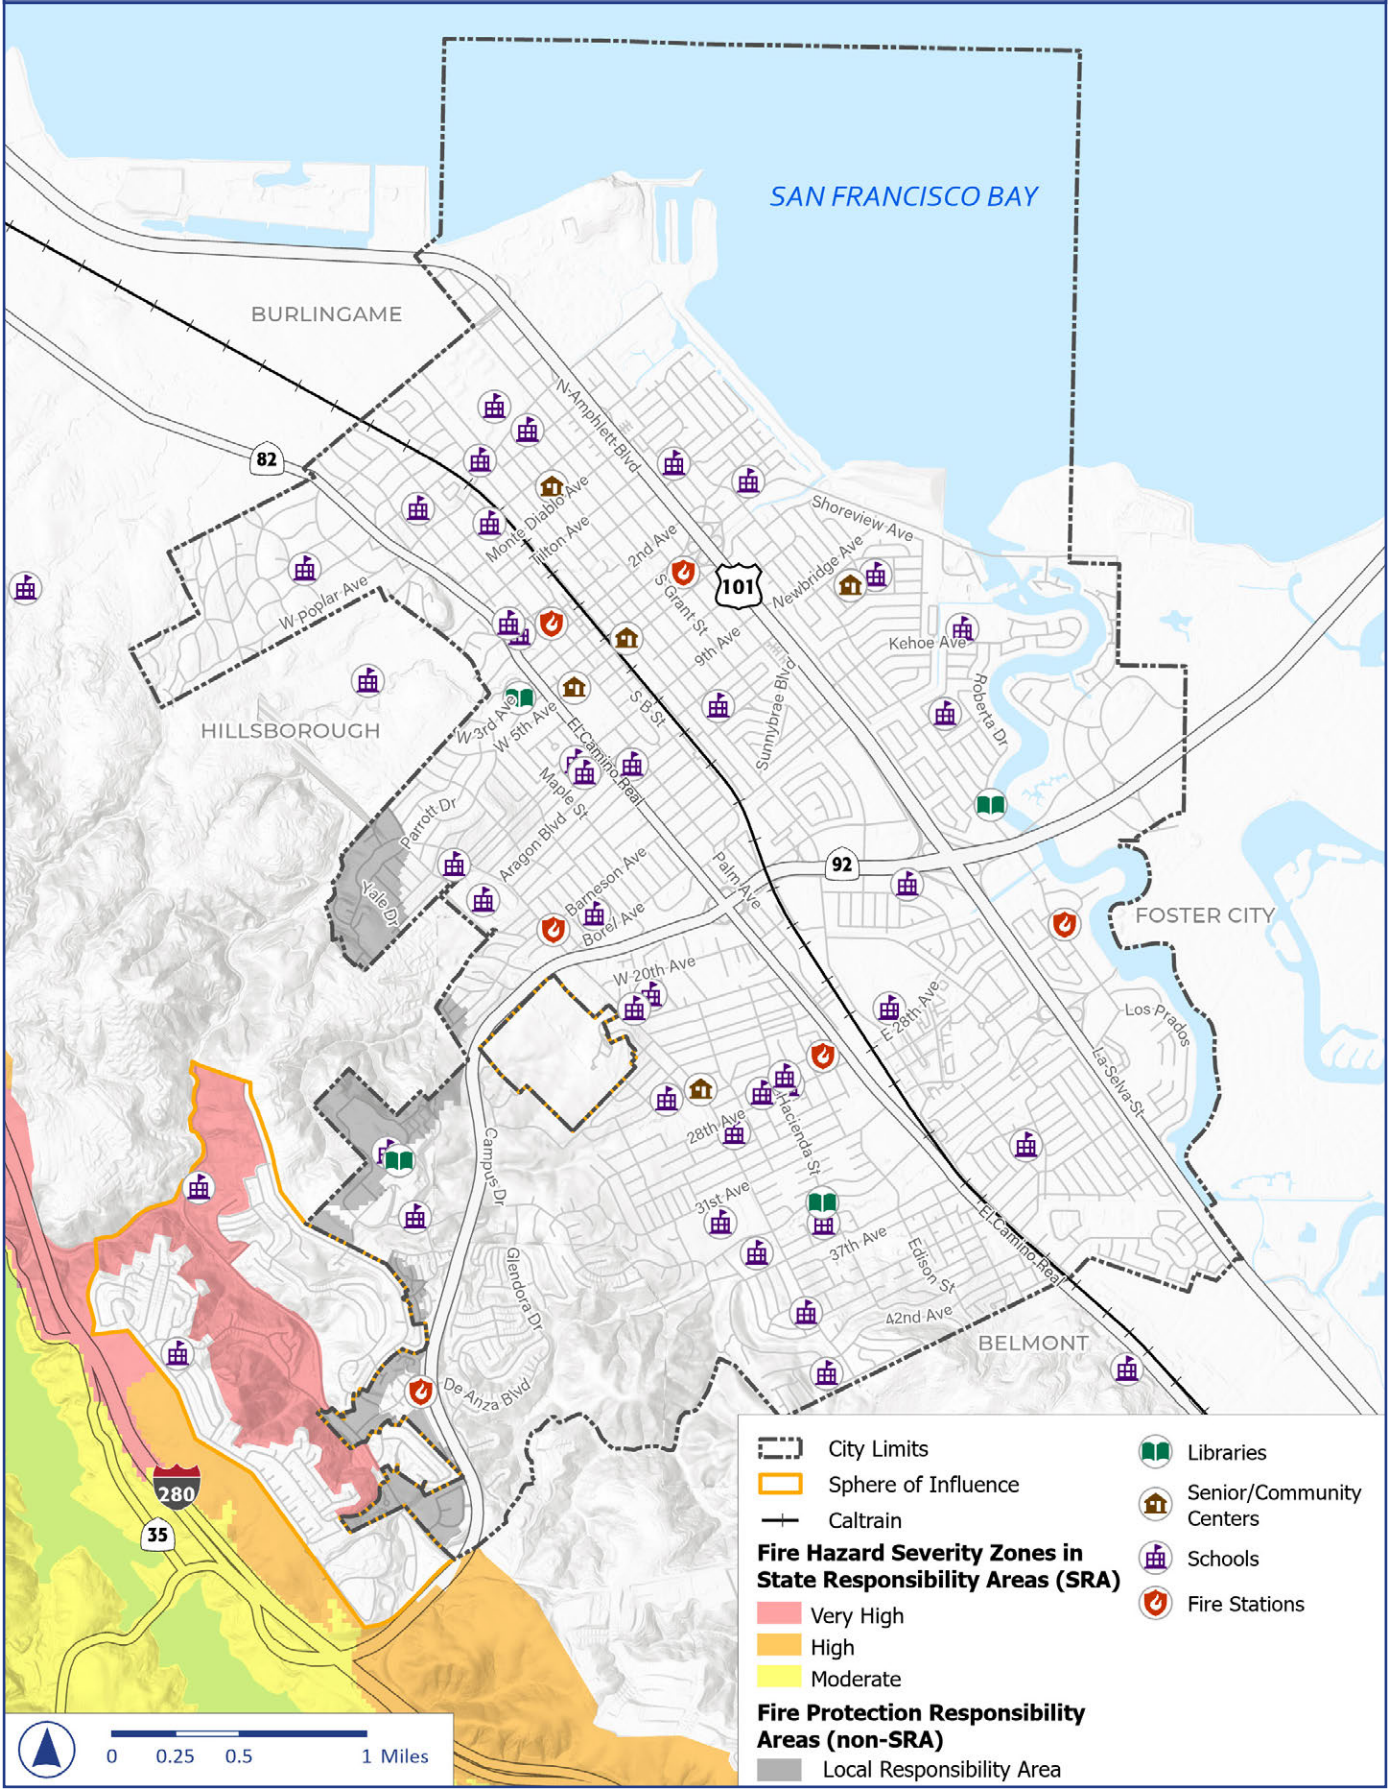 SAN FRANCISCO BAY
BURLINGAME
N Amphlett Blvd
82
Monte Diablo Ave
Tilton Ave
Shoreview Ave
2nd Ave
101
Newbridge Ave
W Poplar Ave
S Grant St
9th Ave
Kehoe Ave
HILLSBOROUGH
W 3rd Ave
W 5th Ave
S B St
Sunnybrae Blvd
Roberta Dr
El Camino Real
Maple St
Parrott Dr
Aragon Blvd
Barneson Ave
Palm Ave
92
Yale Dr
Borel Ave
FOSTER CITY
W 20th Ave
E 28th Ave
Los Prados
La Selva St
Campus Dr
28th Ave
Hacienda St
31st Ave
El Camino Real
37th Ave
Edison St
Glendora Dr
42nd Ave
BELMONT
De Anza Blvd
280
35
City Limits
Sphere of Influence
Caltrain
Fire Hazard Severity Zones in
State Responsibility Areas (SRA)
Very High
High
Moderate
Fire Protection Responsibility
Areas (non-SRA)
Local Responsibility Area
Libraries
Senior/Community
Centers
Schools
Fire Stations
0 0.25 0.5 1 Miles